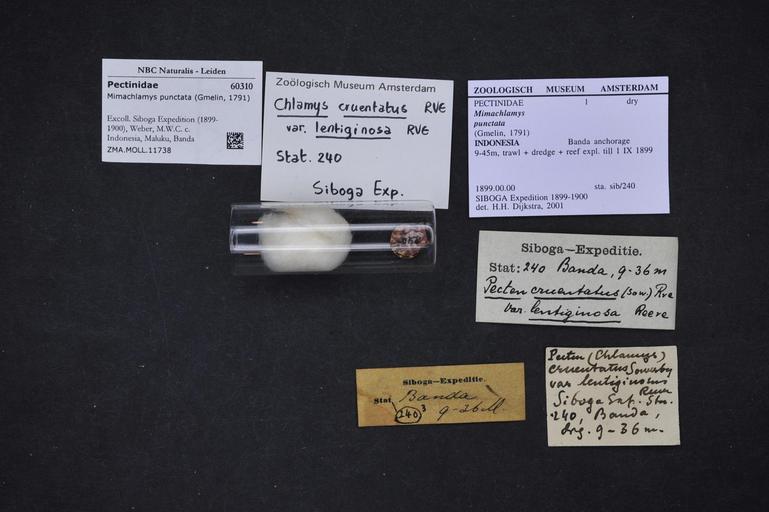 NBC Naturalis - Leiden
Pectinidae 60310
Mimachlamys punctata (Gmelin, 1791)
Excoll. Siboga Expedition (1899-
1900), Weber, M.W.C. c.
Indonesia, Maluku, Banda
ZMA.MOLL.11738
Zoölogisch Museum Amsterdam
Chlamys cruentatus RVE
var. lentiginosa RVE
Stat. 240
Siboga Exp.
ZOOLOGISCH MUSEUM AMSTERDAM
PECTINIDAE 1 dry
Mimachlamys
punctata
(Gmelin, 1791)
INDONESIA Banda anchorage
9-45m, trawl + dredge + reef expl. till 1 IX 1899
1899.00.00 sta. sib/240
SIBOGA Expedition 1899-1900
det. H.H. Dijkstra, 2001
Siboga—Expeditie.
Stat: 240 Banda, 9-36 m
Pecten cruentatus (Sow.) Rve
var. lentiginosa Reeve
Siboga—Expeditie.
Stat Banda
240 3 9-36 M.
Pecten (Chlamys)
cruentatus Sowerby
var lentiginosus
Reeve
Siboga Exp. Stn.
240, Banda,
9-36 m.